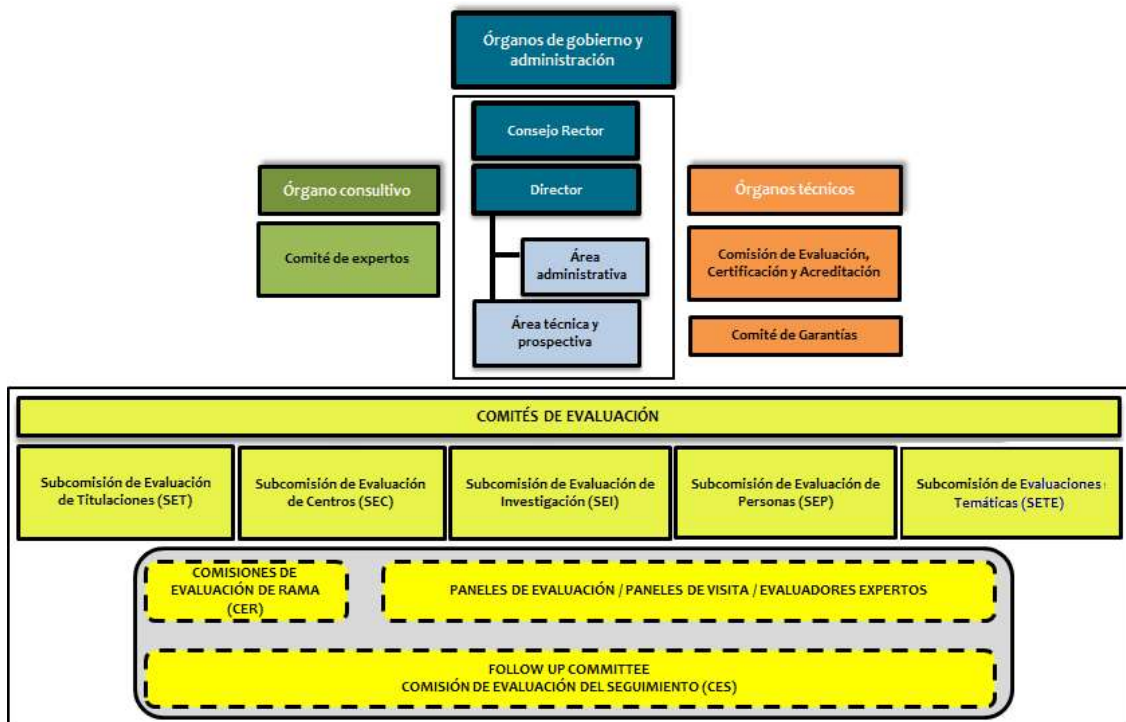 Órganos de gobierno y
administración
Consejo Rector
Director
Área
administrativa
Área técnica y
prospectiva
Órgano consultivo
Comité de expertos
Órganos técnicos
Comisión de Evaluación,
Certificación y Acreditación
Comité de Garantías
COMITÉS DE EVALUACIÓN
Subcomisión de Evaluación
de Titulaciones (SET)
Subcomisión de Evaluación
de Centros (SEC)
Subcomisión de Evaluación de
Investigación (SEI)
Subcomisión de Evaluación de
Personas (SEP)
Subcomisión de Evaluaciones
Temáticas (SETE)
COMISIONES DE
EVALUACIÓN DE RAMA
(CER)
PANELES DE EVALUACIÓN / PANELES DE VISITA / EVALUADORES EXPERTOS
FOLLOW UP COMMITTEE
COMISIÓN DE EVALUACIÓN DEL SEGUIMIENTO (CES)